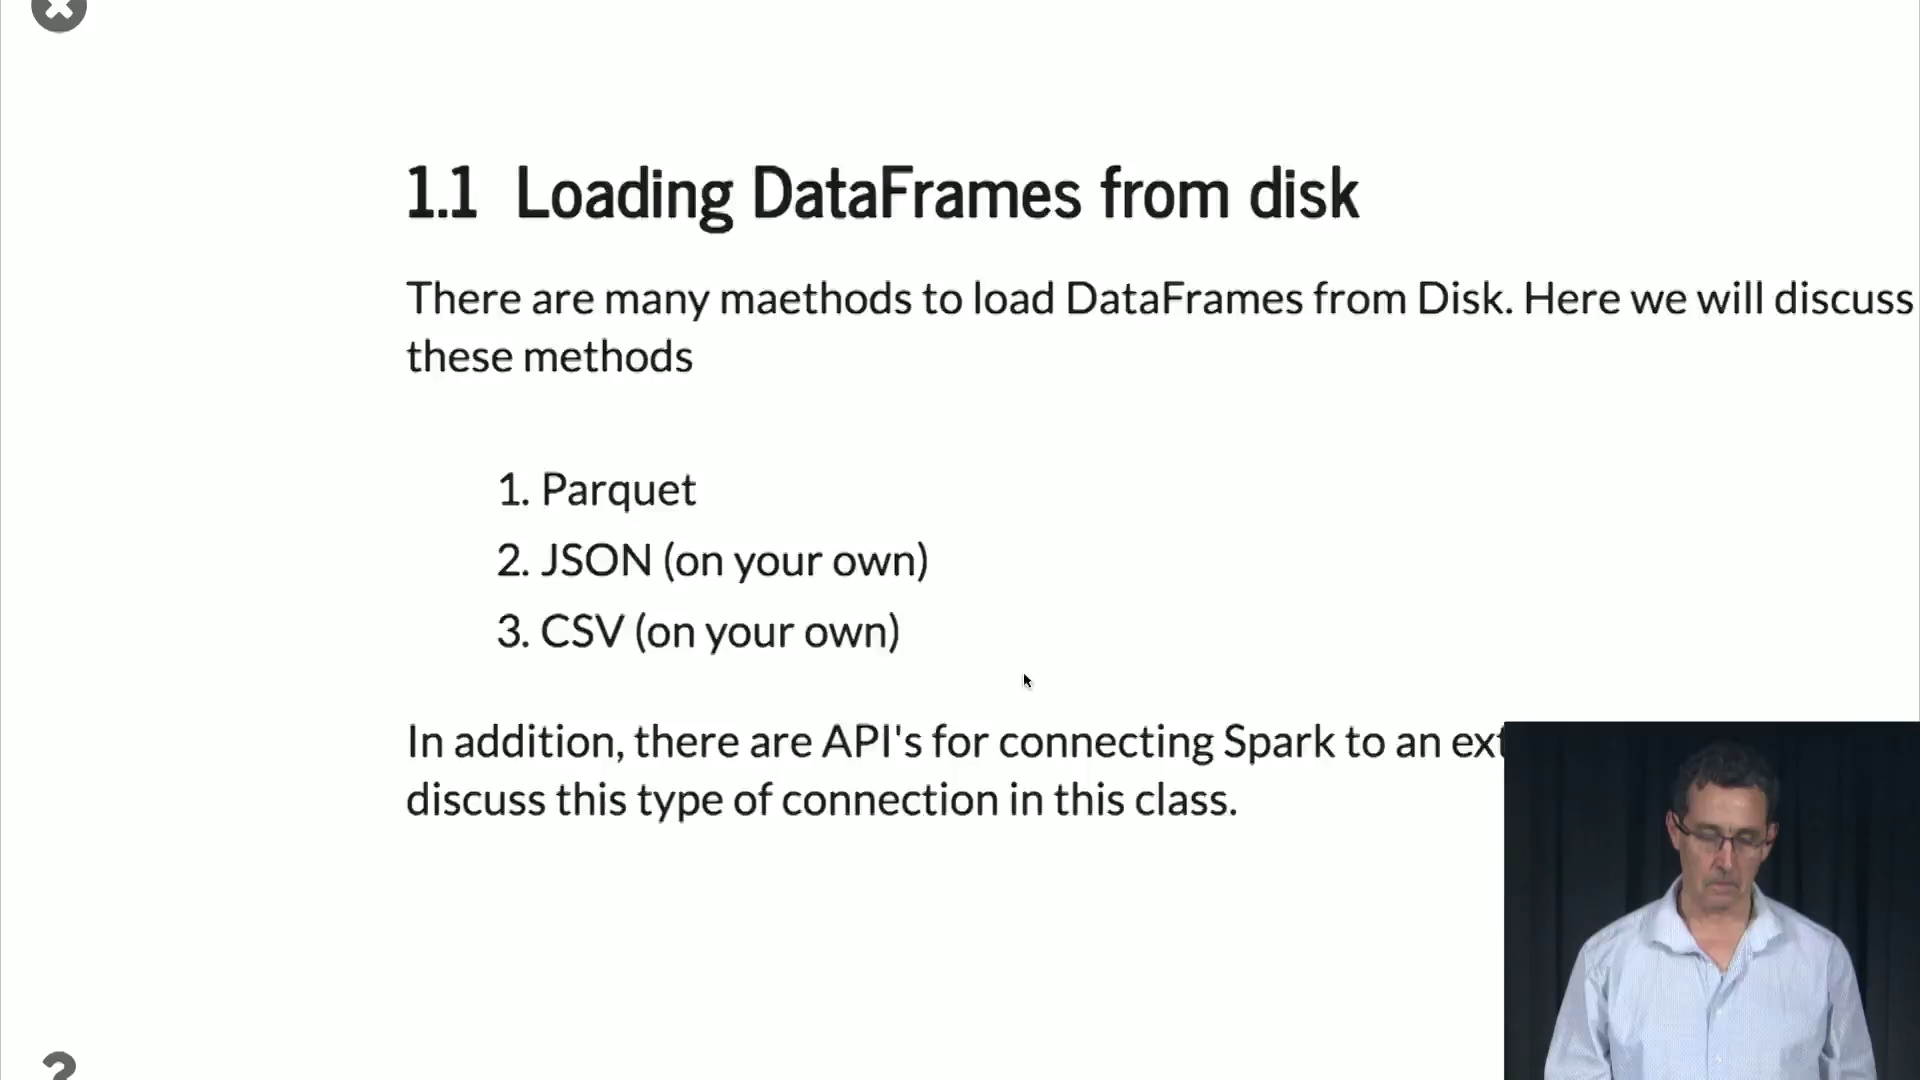 1.1 Loading DataFrames from disk
There are many maethods to load DataFrames from Disk. Here we will discuss
these methods
1. Parquet
2. JSON (on your own)
3. CSV (on your own)
In addition, there are API's for connecting Spark to an
discuss this type of connection in this class.
?